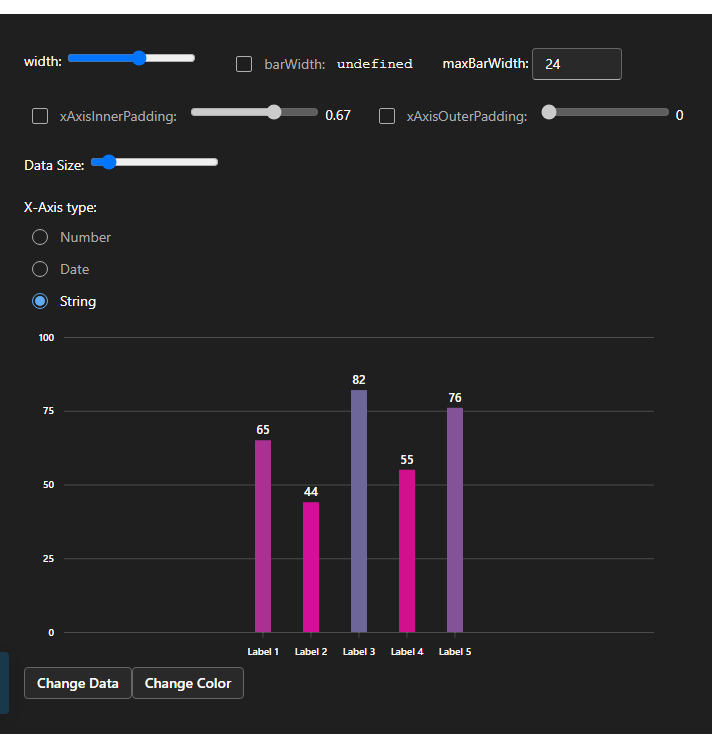 width: barWidth: undefined maxBarWidth: 24
xAxisInnerPadding: 0.67 xAxisOuterPadding: 0
Data Size:
X-Axis type:
Number
Date
String
100
82
76
75
65
55
50
44
25
0
Label 1 Label 2 Label 3 Label 4 Label 5
Change Data Change Color